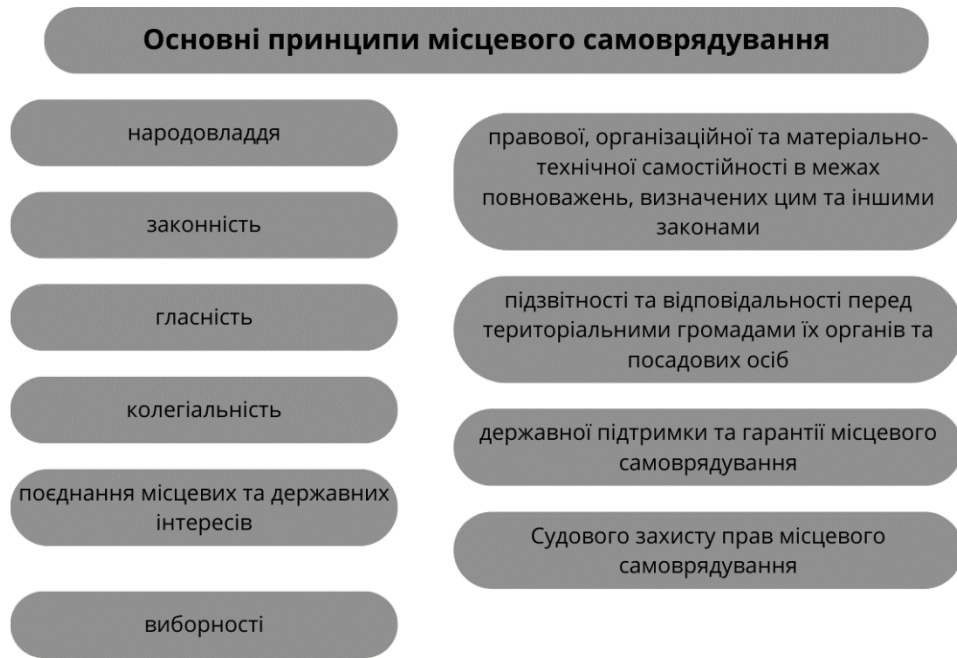 Основні принципи місцевого самоврядування
народовладдя
законність
гласність
колегіальність
поєднання місцевих та державних
інтересів
виборності
правової, організаційної та матеріально-
технічної самостійності в межах
повноважень, визначених цим та іншими
законами
підзвітності та відповідальності перед
територіальними громадами їх органів та
посадових осіб
державної підтримки та гарантії місцевого
самоврядування
Судового захисту прав місцевого
самоврядування